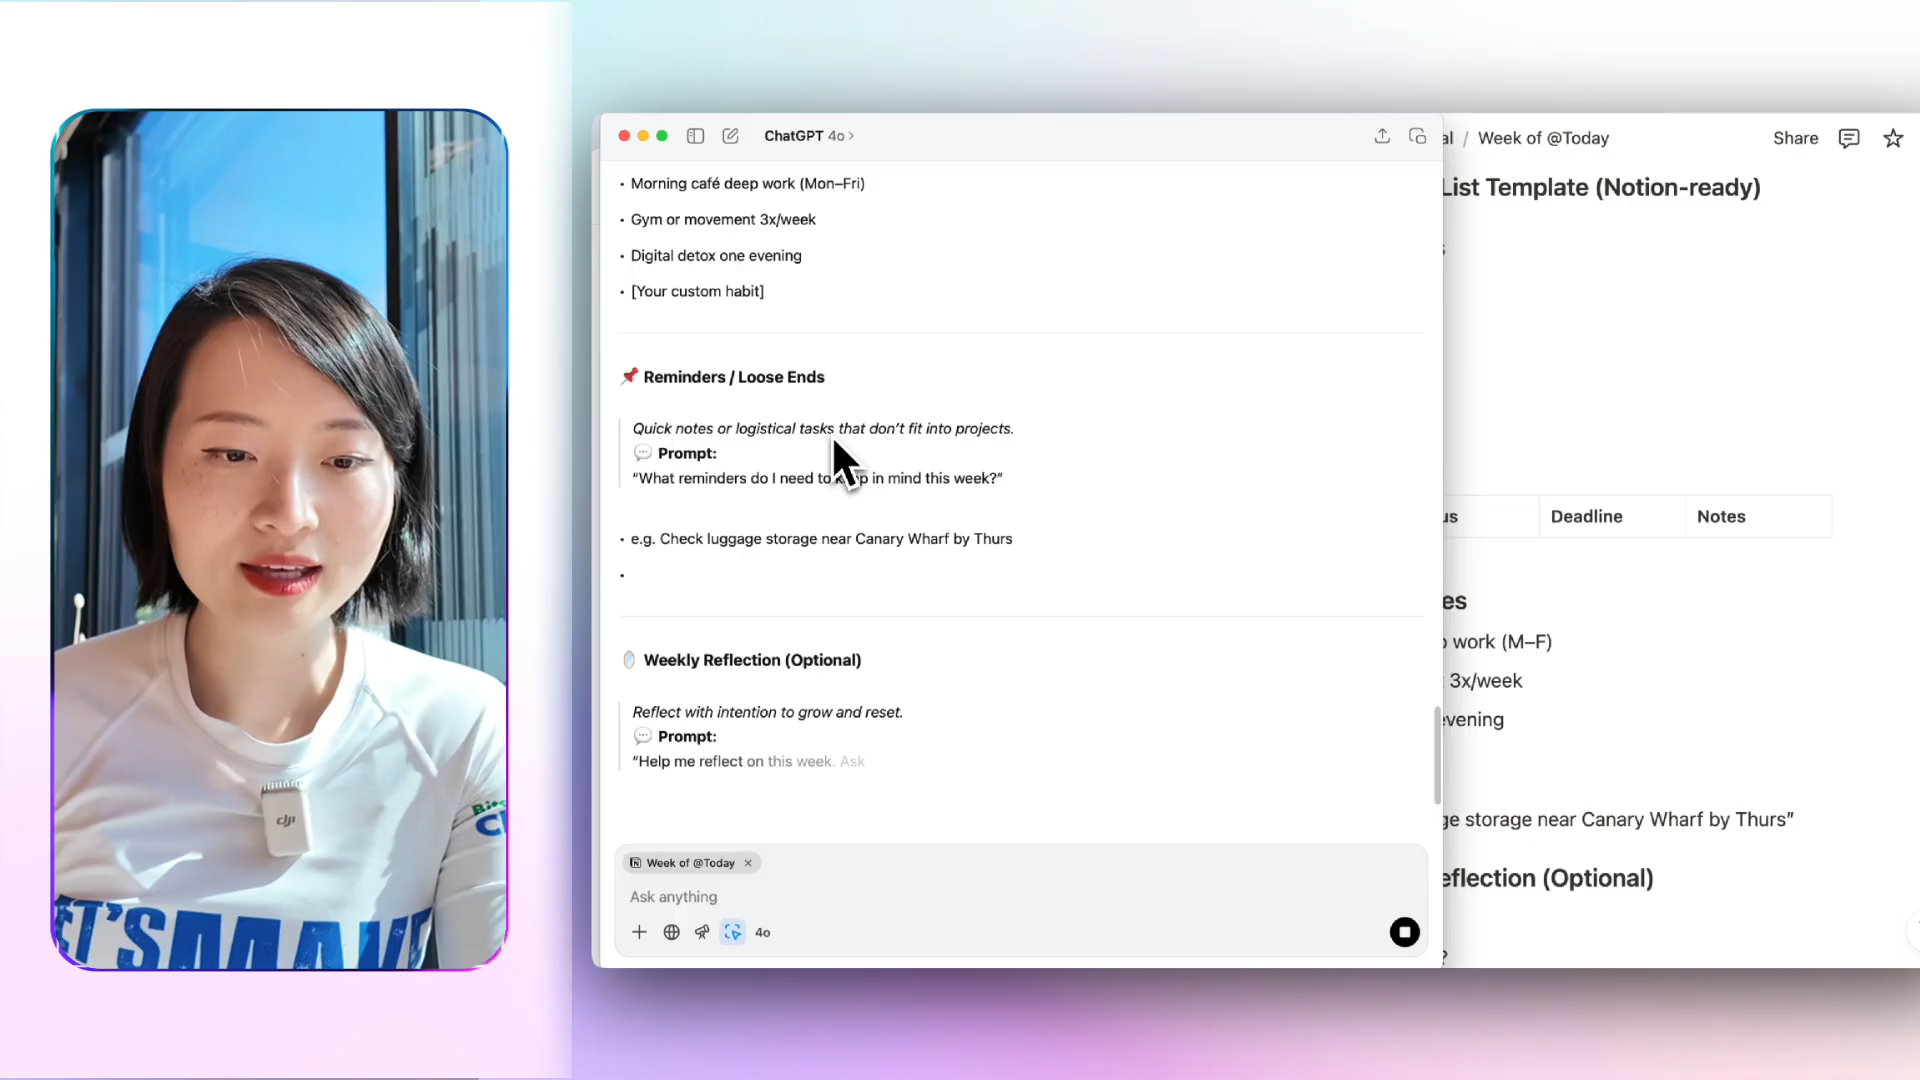 ChatGPT 4o >
• Morning café deep work (Mon–Fri)
• Gym or movement 3x/week
• Digital detox one evening
• [Your custom habit]
Reminders / Loose Ends
Quick notes or logistical tasks that don't fit into projects.
Prompt:
“What reminders do I need to in mind this week?”
• e.g. Check luggage storage near Canary Wharf by Thurs
•
Weekly Reflection (Optional)
Reflect with intention to grow and reset.
Prompt:
“Help me reflect on this week. Ask
Week of @Today ×
Ask anything
4o
al / Week of @Today
Share
List Template (Notion-ready)
s
us
Deadline
Notes
es
work (M–F)
3x/week
evening
ge storage near Canary Wharf by Thurs”
eflection (Optional)
?
dji